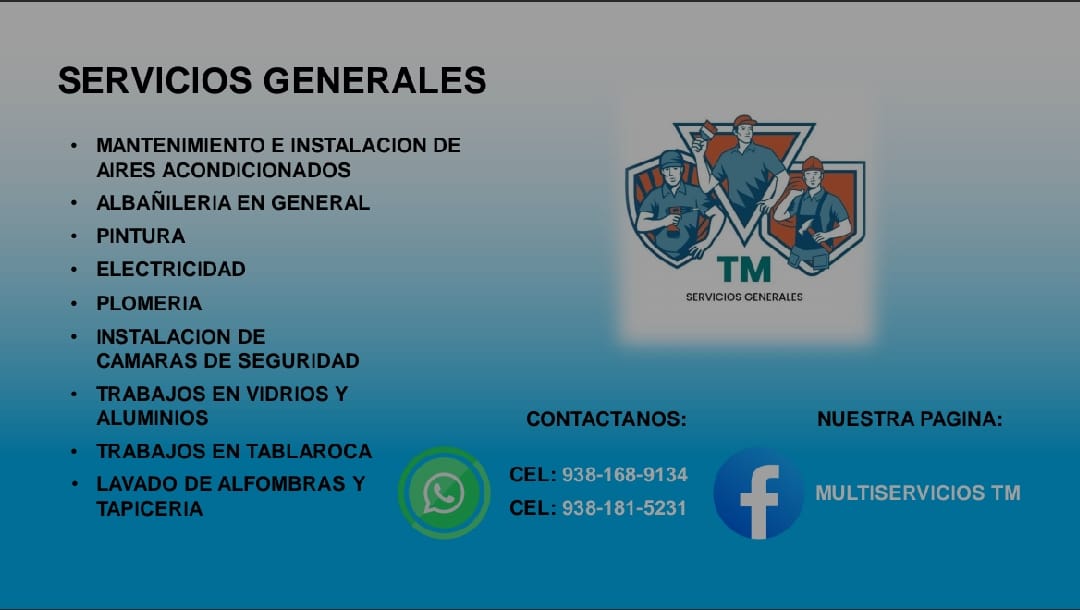 SERVICIOS GENERALES
• MANTENIMIENTO E INSTALACION DE
AIRES ACONDICIONADOS
• ALBAÑILERIA EN GENERAL
• PINTURA
• ELECTRICIDAD
• PLOMERIA
• INSTALACION DE
CAMARAS DE SEGURIDAD
• TRABAJOS EN VIDRIOS Y
ALUMINIOS
• TRABAJOS EN TABLAROCA
• LAVADO DE ALFOMBRAS Y
TAPICERIA
TM
SERVICIOS GENERALES
CONTACTANOS:
CEL: 938-168-9134
CEL: 938-181-5231
NUESTRA PAGINA:
MULTISERVICIOS TM